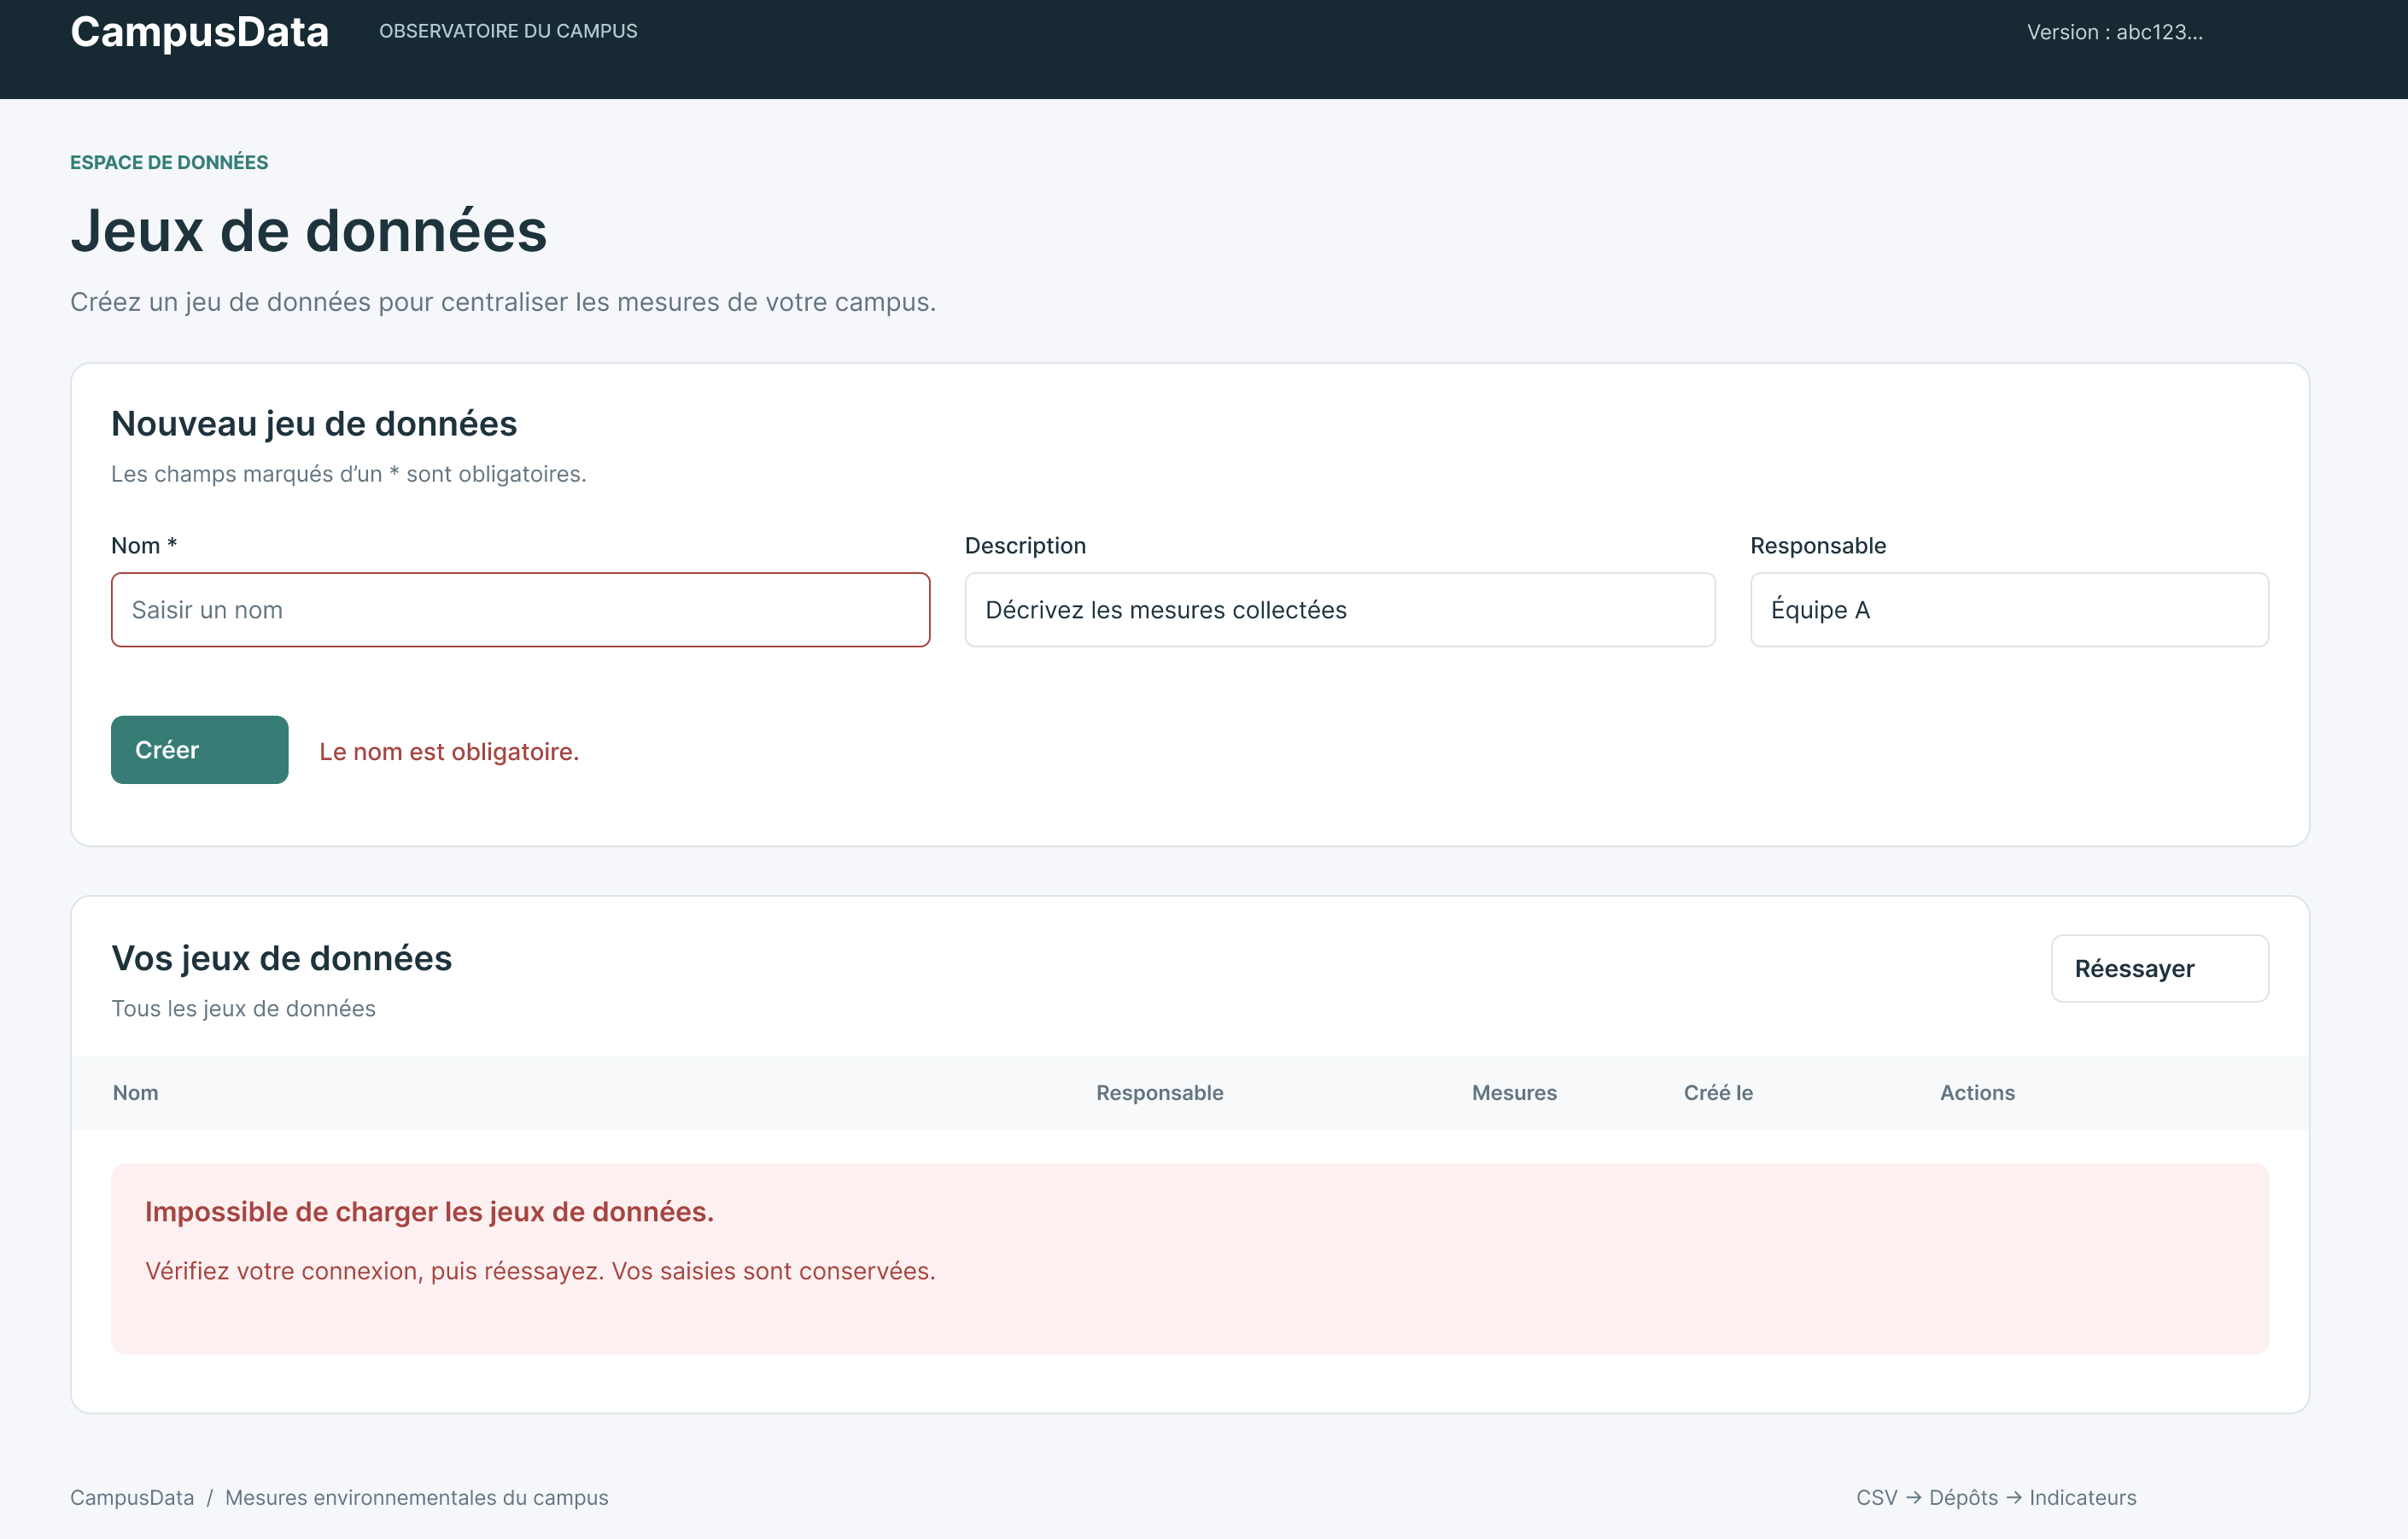 CampusData OBSERVATOIRE DU CAMPUS Version : abc123...
ESPACE DE DONNÉES
Jeux de données
Créez un jeu de données pour centraliser les mesures de votre campus.
Nouveau jeu de données
Les champs marqués d’un * sont obligatoires.
Nom * Description Responsable
Saisir un nom Décrivez les mesures collectées Équipe A
Créer Le nom est obligatoire.
Vos jeux de données Réessayer
Tous les jeux de données
Nom Responsable Mesures Créé le Actions
Impossible de charger les jeux de données.
Vérifiez votre connexion, puis réessayez. Vos saisies sont conservées.
CampusData / Mesures environnementales du campus CSV → Dépôts → Indicateurs